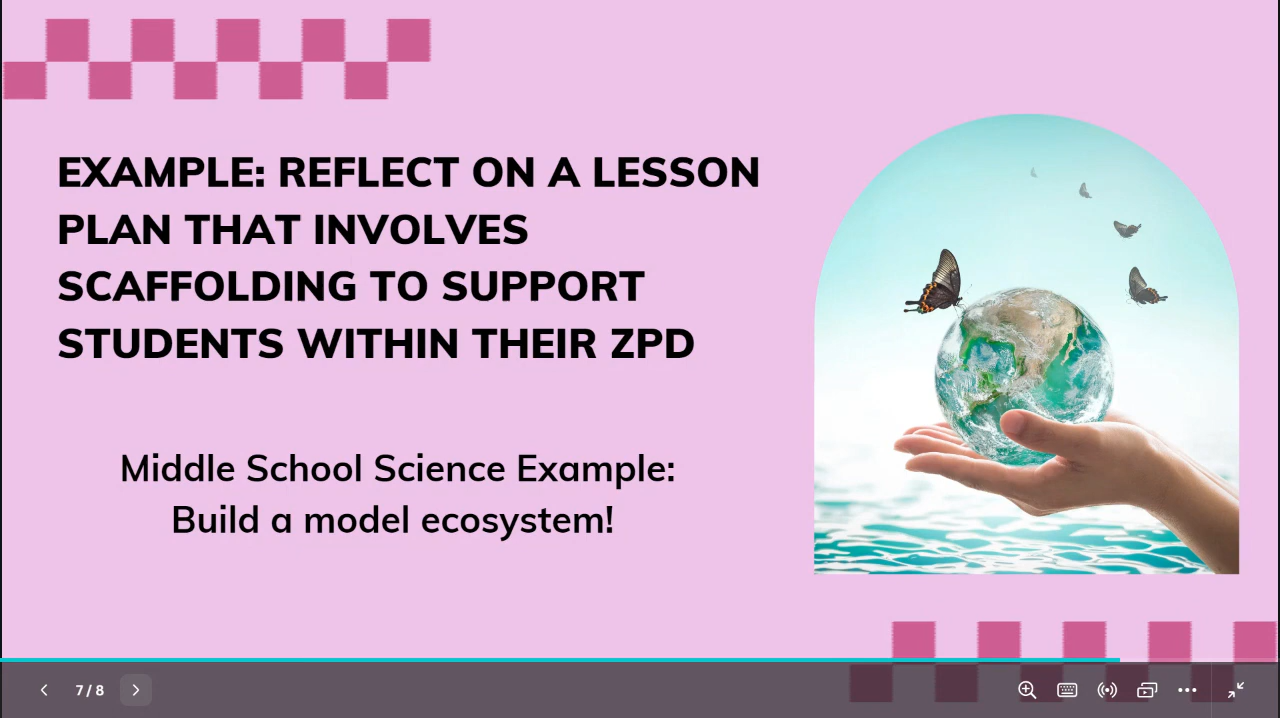 EXAMPLE: REFLECT ON A LESSON
PLAN THAT INVOLVES
SCAFFOLDING TO SUPPORT
STUDENTS WITHIN THEIR ZPD
Middle School Science Example:
Build a model ecosystem!
7 / 8